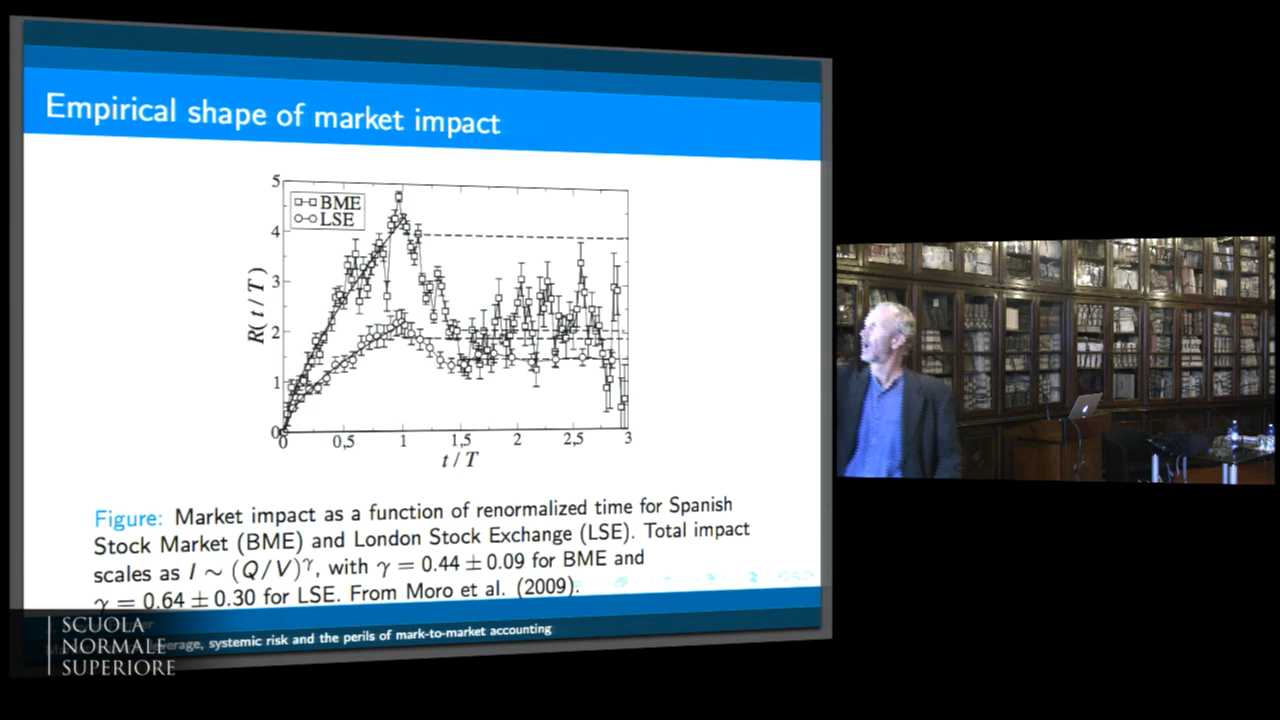 Empirical shape of market impact
5
4
3
2
1
0
BME
LSE
R( t / T )
0 0,5 1 1,5 2 2,5 3
t / T
Figure: Market impact as a function of renormalized time for Spanish
Stock Market (BME) and London Stock Exchange (LSE). Total impact
scales as I ∼ (Q/V)^γ, with γ = 0.44 ± 0.09 for BME and
γ = 0.64 ± 0.30 for LSE. From Moro et al. (2009).
systemic risk and the perils of mark-to-market accounting
SCUOLA
NORMALE
SUPERIORE